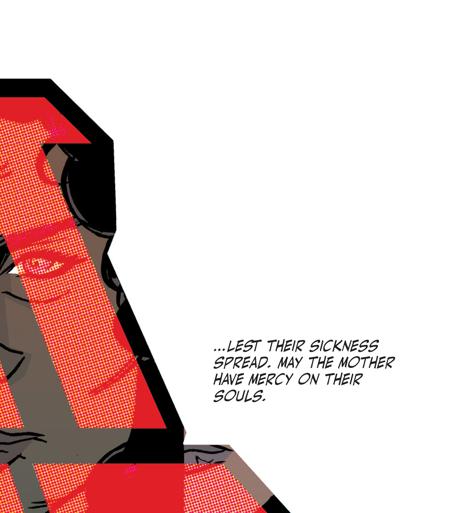 ...LEST THEIR SICKNESS
SPREAD. MAY THE MOTHER
HAVE MERCY ON THEIR
SOULS.